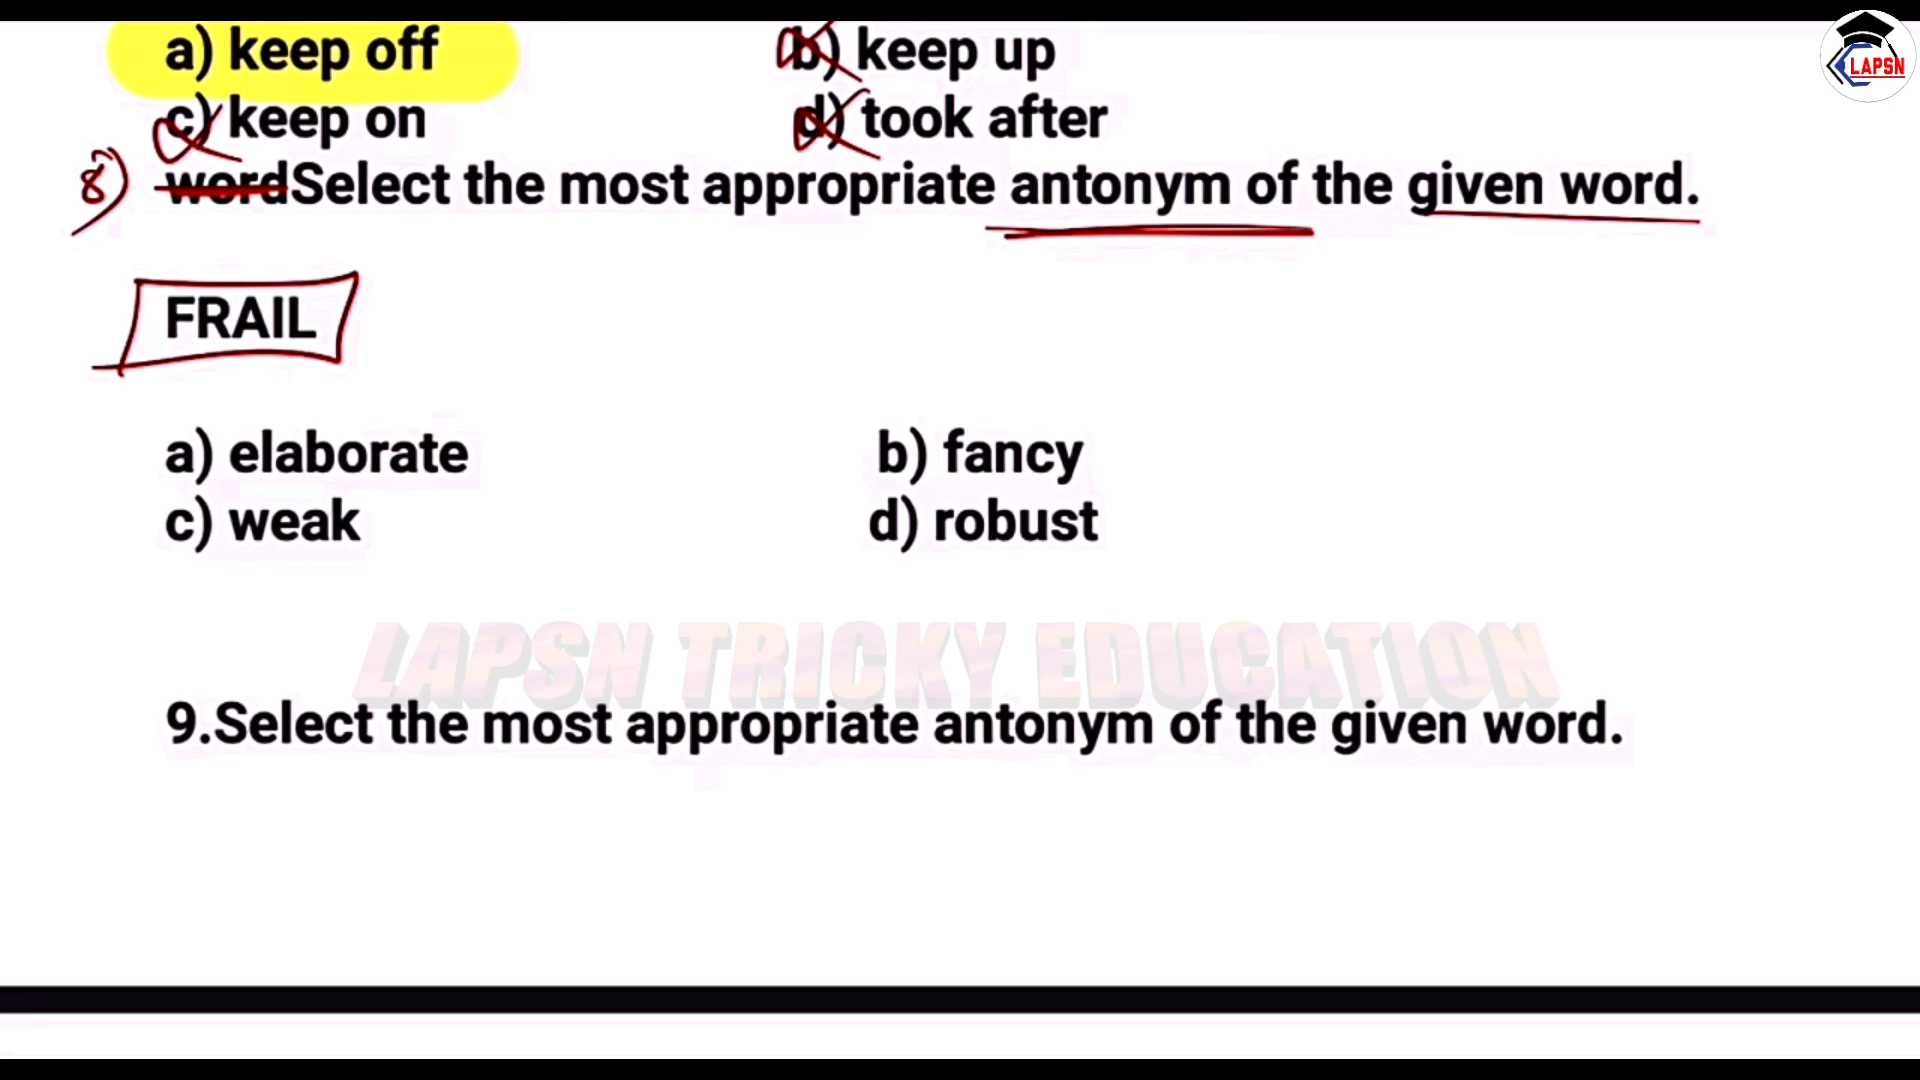 a) keep off b) keep up
LAPSN
c) keep on d) took after
8) wordSelect the most appropriate antonym of the given word.
FRAIL
a) elaborate b) fancy
c) weak d) robust
LAPSN TRICKY EDUCATION
9.Select the most appropriate antonym of the given word.